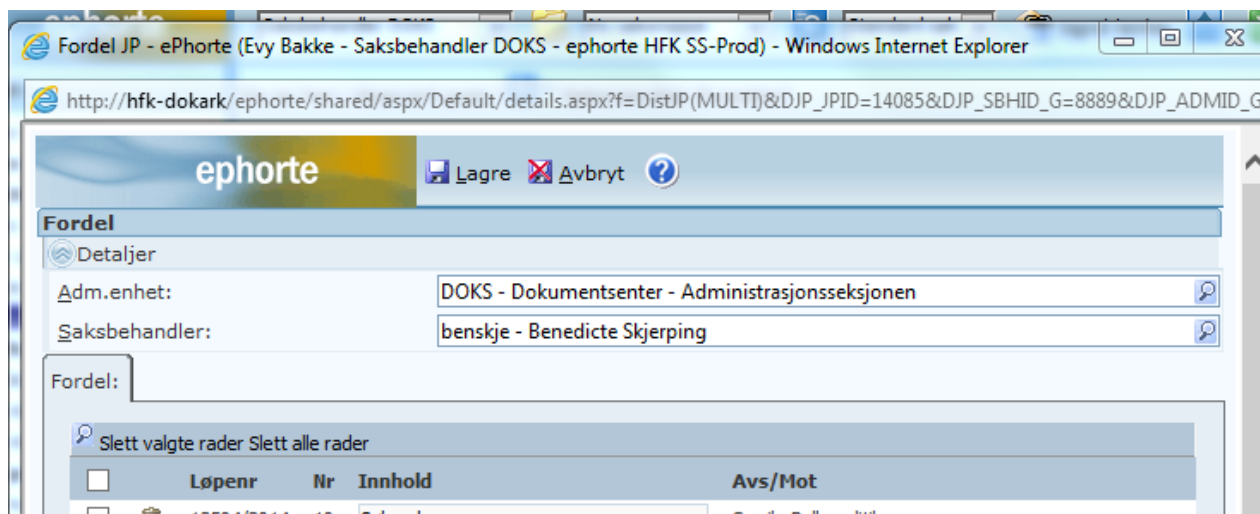 ephorte
Fordel JP - ePhorte (Evy Bakke - Saksbehandler DOKS - ephorte HFK SS-Prod) - Windows Internet Explorer
http://hfk-dokark/ephorte/shared/aspx/Default/details.aspx?f=DistJP(MULTI)&DJP_JPID=14085&DJP_SBHID_G=8889&DJP_ADMID_G
ephorte Lagre Avbryt ?
Fordel
Detaljer
Adm.enhet: DOKS - Dokumentsenter - Administrasjonsseksjonen
Saksbehandler: benskje - Benedicte Skjerping
Fordel:
Slett valgte rader Slett alle rader
Løpenr Nr Innhold Avs/Mot